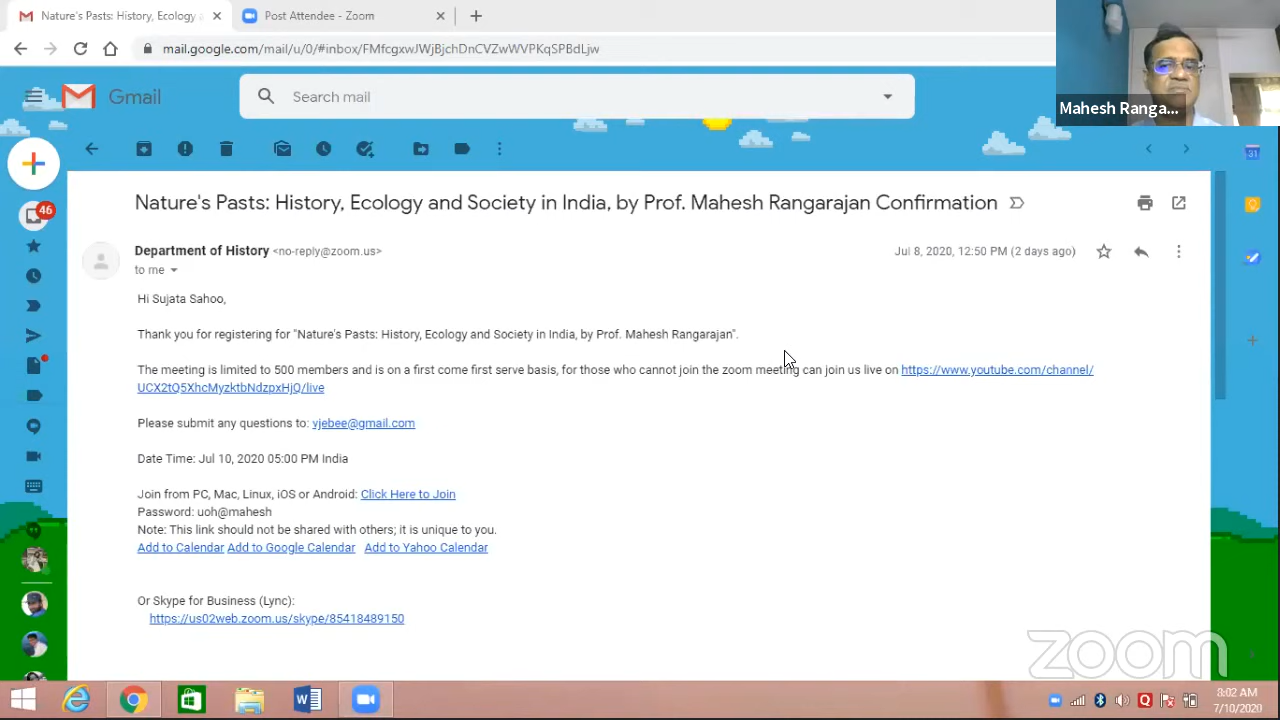 Nature's Pasts: History, Ecology a
Post Attendee - Zoom
mail.google.com/mail/u/0/#inbox/FMfcgxwJWjBjchDnCVZwWVPKqSPBdLjw
Mahesh Ranga...
Gmail
Search mail
31
46
Nature's Pasts: History, Ecology and Society in India, by Prof. Mahesh Rangarajan Confirmation
Department of History <no-reply@zoom.us>
Jul 8, 2020, 12:50 PM (2 days ago)
to me
Hi Sujata Sahoo,
Thank you for registering for "Nature's Pasts: History, Ecology and Society in India, by Prof. Mahesh Rangarajan".
The meeting is limited to 500 members and is on a first come first serve basis, for those who cannot join the zoom meeting can join us live on https://www.youtube.com/channel/
UCX2tQ5XhcMyzktbNdzpxHjQ/live
Please submit any questions to: vjebee@gmail.com
Date Time: Jul 10, 2020 05:00 PM India
Join from PC, Mac, Linux, iOS or Android: Click Here to Join
Password: uoh@mahesh
Note: This link should not be shared with others; it is unique to you.
Add to Calendar Add to Google Calendar Add to Yahoo Calendar
Or Skype for Business (Lync):
https://us02web.zoom.us/skype/85418489150
zoom
8:02 AM
7/10/2020